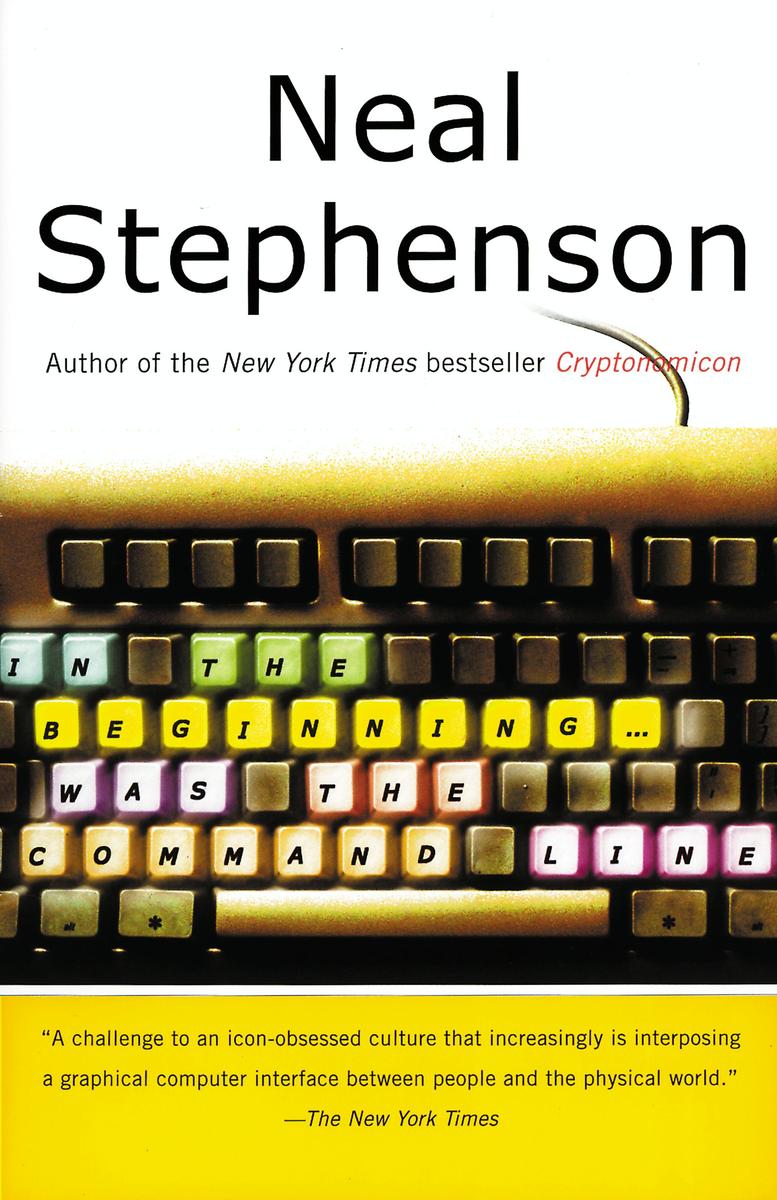 Neal
Stephenson
Author of the New York Times bestseller Cryptonomicon
IN THE
BEGINNING...
WAS THE
COMMAND LINE
alt * * alt
“A challenge to an icon-obsessed culture that increasingly is interposing
a graphical computer interface between people and the physical world.”
—The New York Times